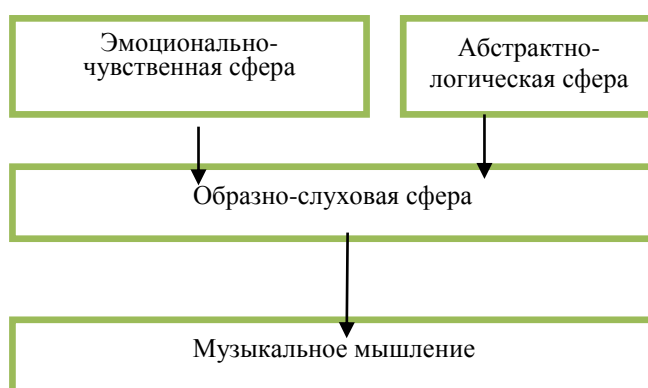 Эмоционально-
чувственная сфера
Абстрактно-
логическая сфера
Образно-слуховая сфера
Музыкальное мышление